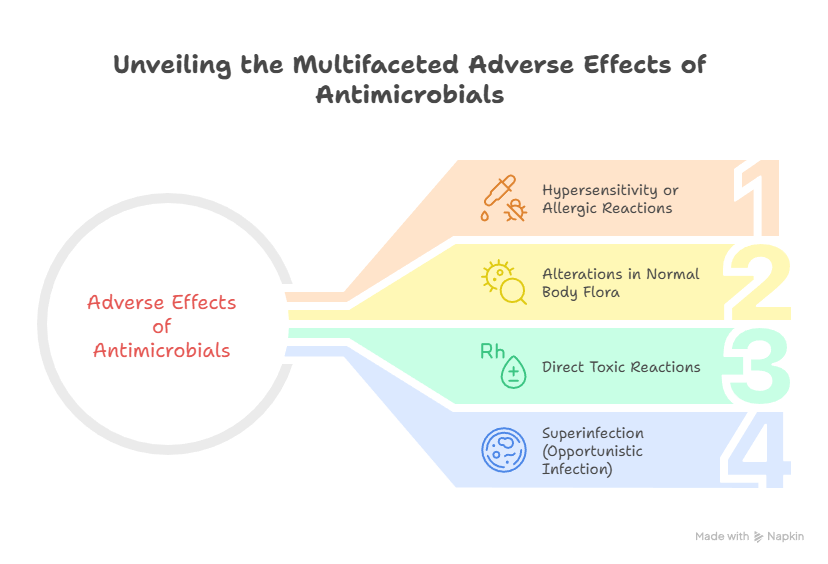 Unveiling the Multifaceted Adverse Effects of
Antimicrobials
Adverse Effects
of
Antimicrobials
Hypersensitivity or
Allergic Reactions
1
Alterations in Normal
Body Flora
2
Rh
Direct Toxic Reactions
3
Superinfection
(Opportunistic
Infection)
4
Made with Napkin